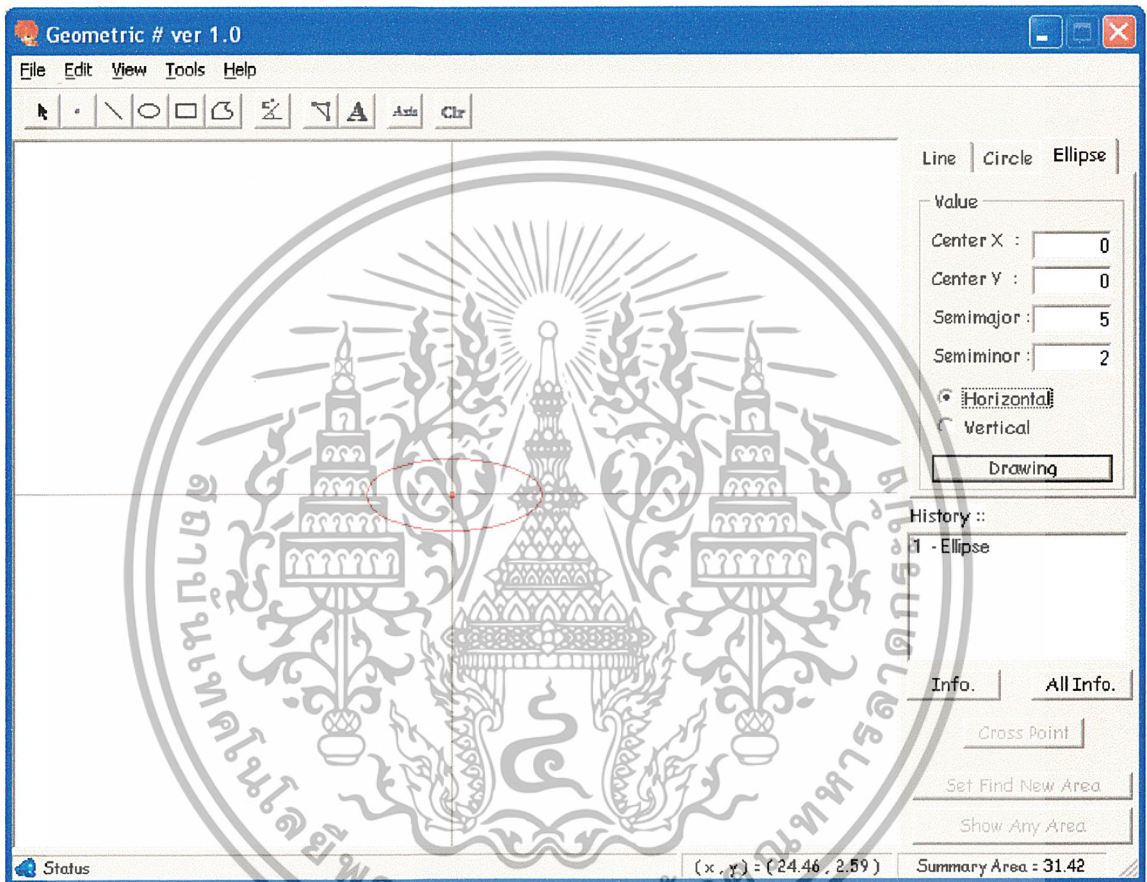 Geometric # ver 1.0
File Edit View Tools Help
A Axis Clr
Line Circle Ellipse
Value
Center X : 0
Center Y : 0
Semimajor : 5
Semiminor : 2
Horizontal
Vertical
Drawing
History ::
1 - Ellipse
Info. All Info.
Cross Point
Set Find New Area
Show Any Area
Status (x , y) = ( 24.46 , 2.59 ) Summary Area = 31.42